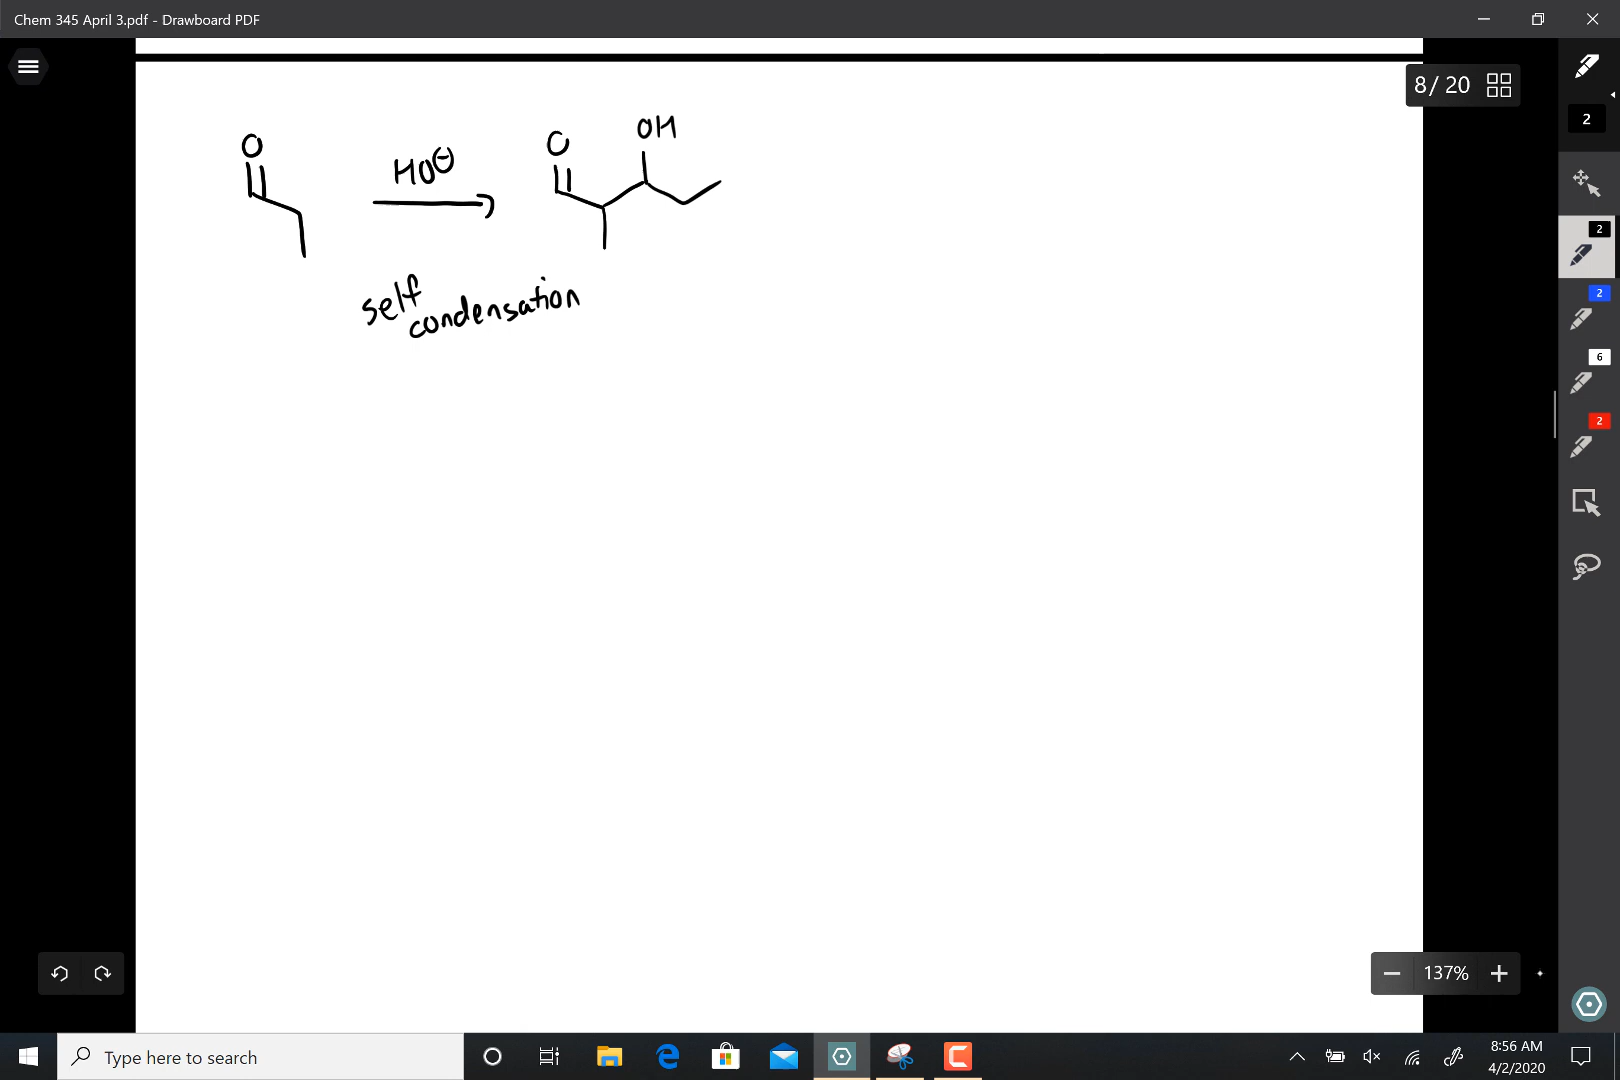 Chem 345 April 3.pdf - Drawboard PDF
8 / 20
2
O
HO⊖
O
OH
self
condensation
2
2
6
2
137%
Type here to search
8:56 AM
4/2/2020